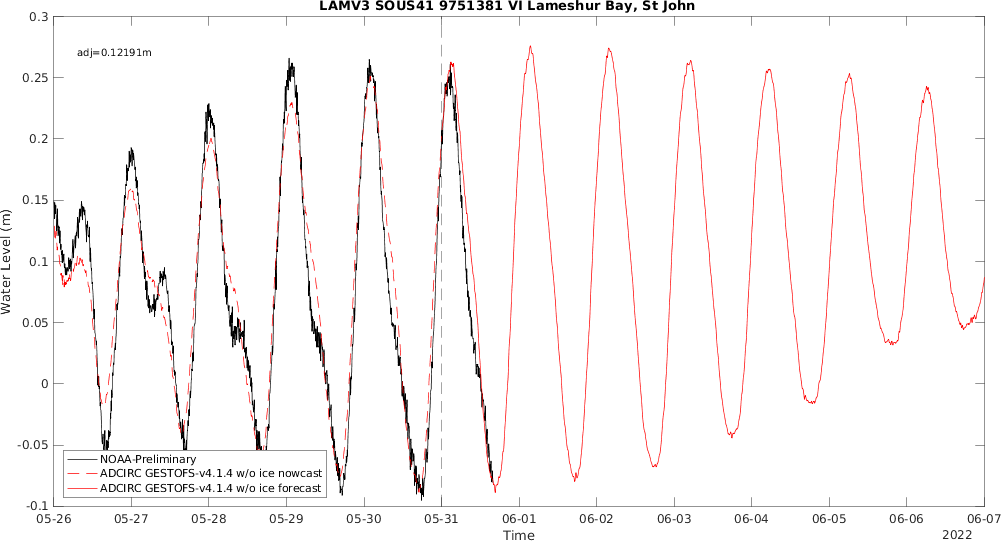 LAMV3 SOUS41 9751381 VI Lameshur Bay, St John
adj=0.12191m
0.3
0.25
0.2
0.15
0.1
0.05
0
-0.05
-0.1
Water Level (m)
NOAA-Preliminary
ADCIRC GESTOFS-v4.1.4 w/o ice nowcast
ADCIRC GESTOFS-v4.1.4 w/o ice forecast
05-26 05-27 05-28 05-29 05-30 05-31 06-01 06-02 06-03 06-04 06-05 06-06 06-07
Time
2022